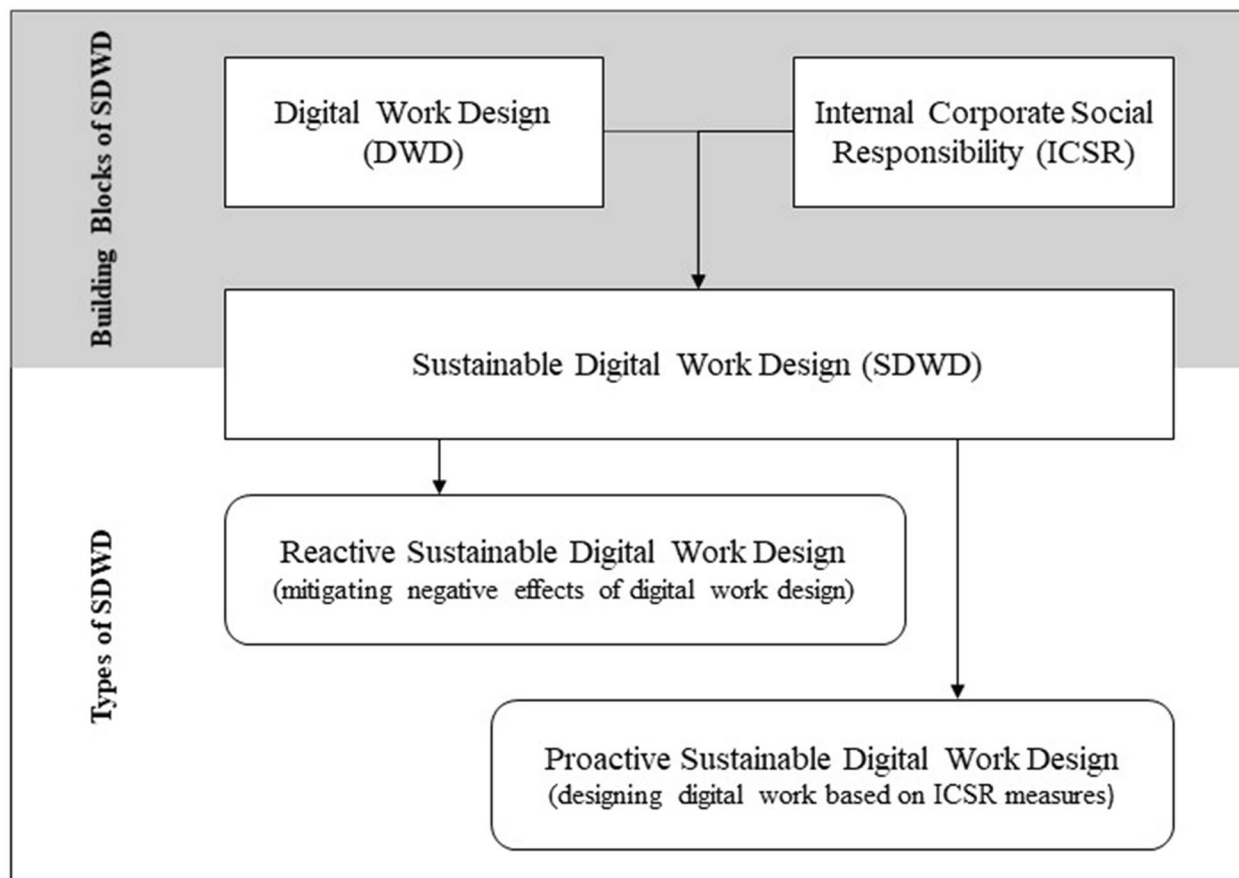 Building Blocks of SDWD
Digital Work Design
(DWD)
Internal Corporate Social
Responsibility (ICSR)
Sustainable Digital Work Design (SDWD)
Types of SDWD
Reactive Sustainable Digital Work Design
(mitigating negative effects of digital work design)
Proactive Sustainable Digital Work Design
(designing digital work based on ICSR measures)